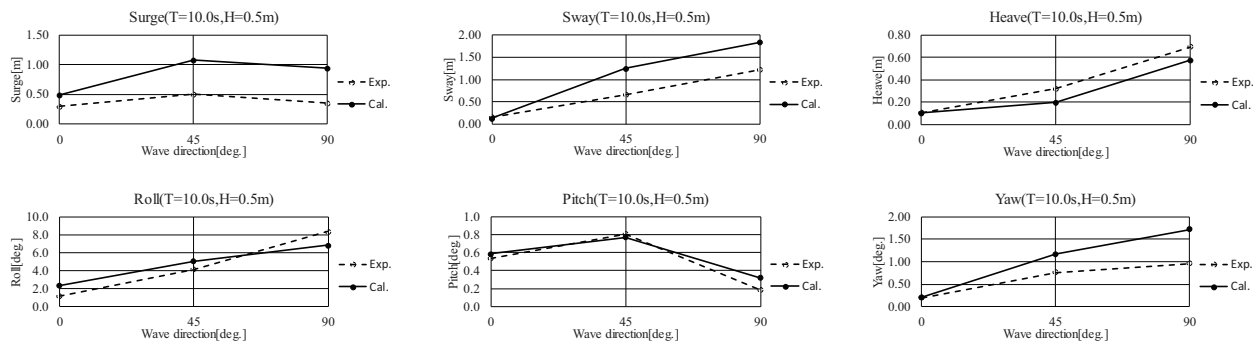 Surge(T=10.0s,H=0.5m)
1.50
1.00
0.50
0.00
Surge[m]
0 45 90
Wave direction[deg.]
Exp.
Cal.
Sway(T=10.0s,H=0.5m)
2.00
1.50
1.00
0.50
0.00
Sway[m]
0 45 90
Wave direction[deg.]
Exp.
Cal.
Heave(T=10.0s,H=0.5m)
0.80
0.60
0.40
0.20
0.00
Heave[m]
0 45 90
Wave direction[deg.]
Exp.
Cal.
Roll(T=10.0s,H=0.5m)
10.0
8.0
6.0
4.0
2.0
0.0
Roll[deg.]
0 45 90
Wave direction[deg.]
Exp.
Cal.
Pitch(T=10.0s,H=0.5m)
1.0
0.8
0.6
0.4
0.2
0.0
Pitch[deg.]
0 45 90
Wave direction[deg.]
Exp.
Cal.
Yaw(T=10.0s,H=0.5m)
2.00
1.50
1.00
0.50
0.00
Yaw[deg.]
0 45 90
Wave direction[deg.]
Exp.
Cal.